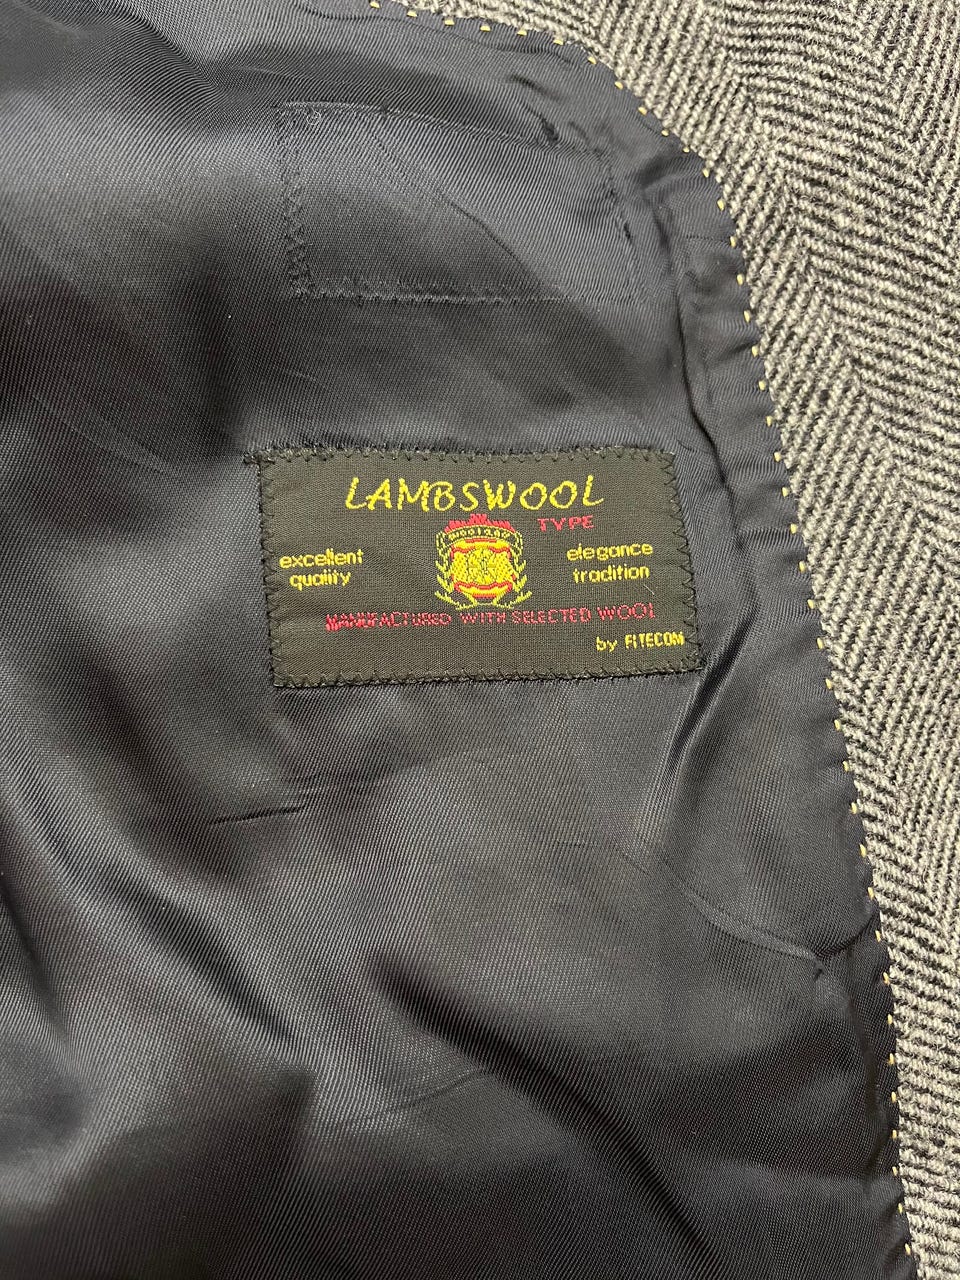 LAMBSWOOL
TYPE
excellent
quality
elegance
tradition
MANUFACTURED WITH SELECTED WOOL
by FITECOM